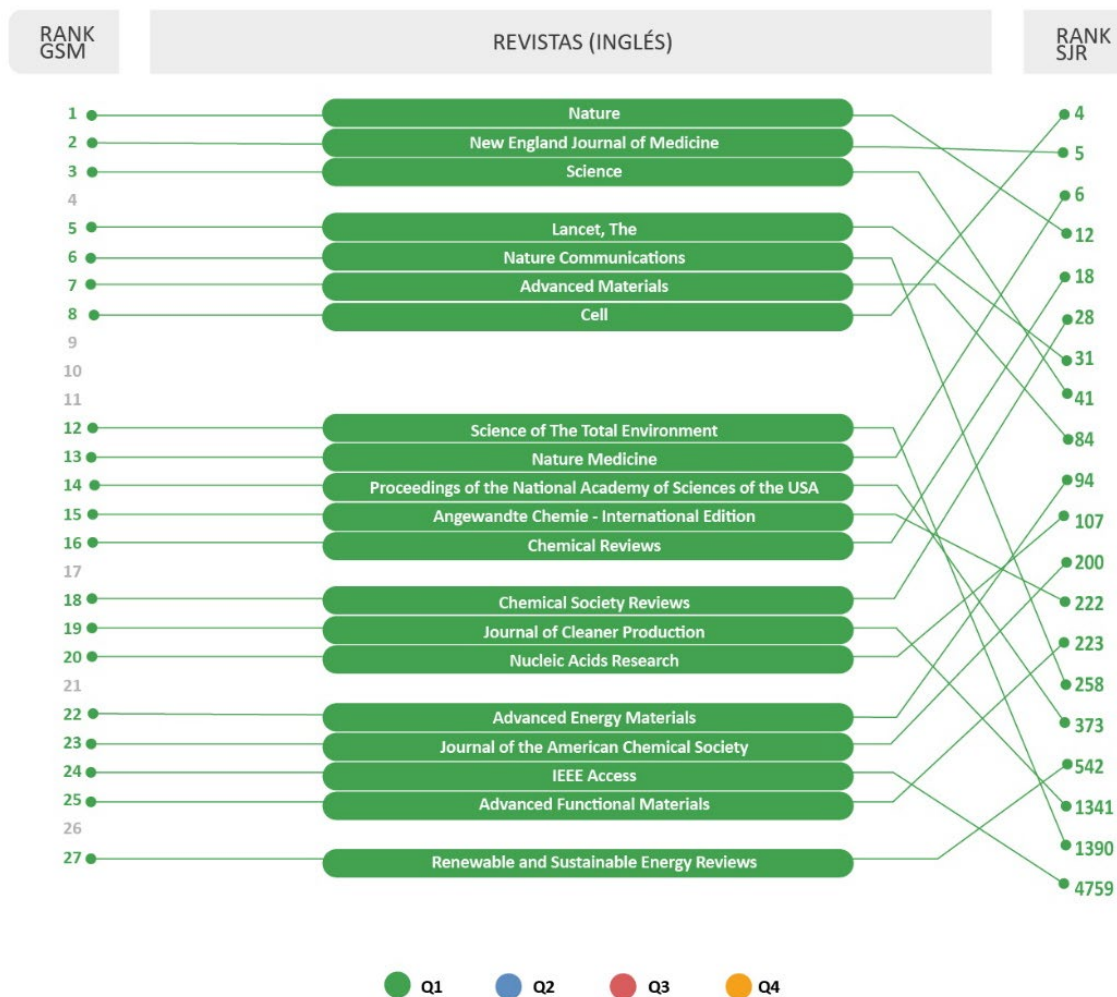 RANK
GSM
REVISTAS (INGLÉS)
RANK
SJR
1
Nature
4
2
New England Journal of Medicine
5
3
Science
4
6
5
Lancet, The
12
6
Nature Communications
18
7
Advanced Materials
8
Cell
28
9
31
10
11
41
12
Science of The Total Environment
84
13
Nature Medicine
14
Proceedings of the National Academy of Sciences of the USA
94
15
Angewandte Chemie - International Edition
107
16
Chemical Reviews
200
17
18
Chemical Society Reviews
222
19
Journal of Cleaner Production
223
20
Nucleic Acids Research
21
258
22
Advanced Energy Materials
373
23
Journal of the American Chemical Society
542
24
IEEE Access
25
Advanced Functional Materials
1341
26
1390
27
Renewable and Sustainable Energy Reviews
4759
Q1
Q2
Q3
Q4